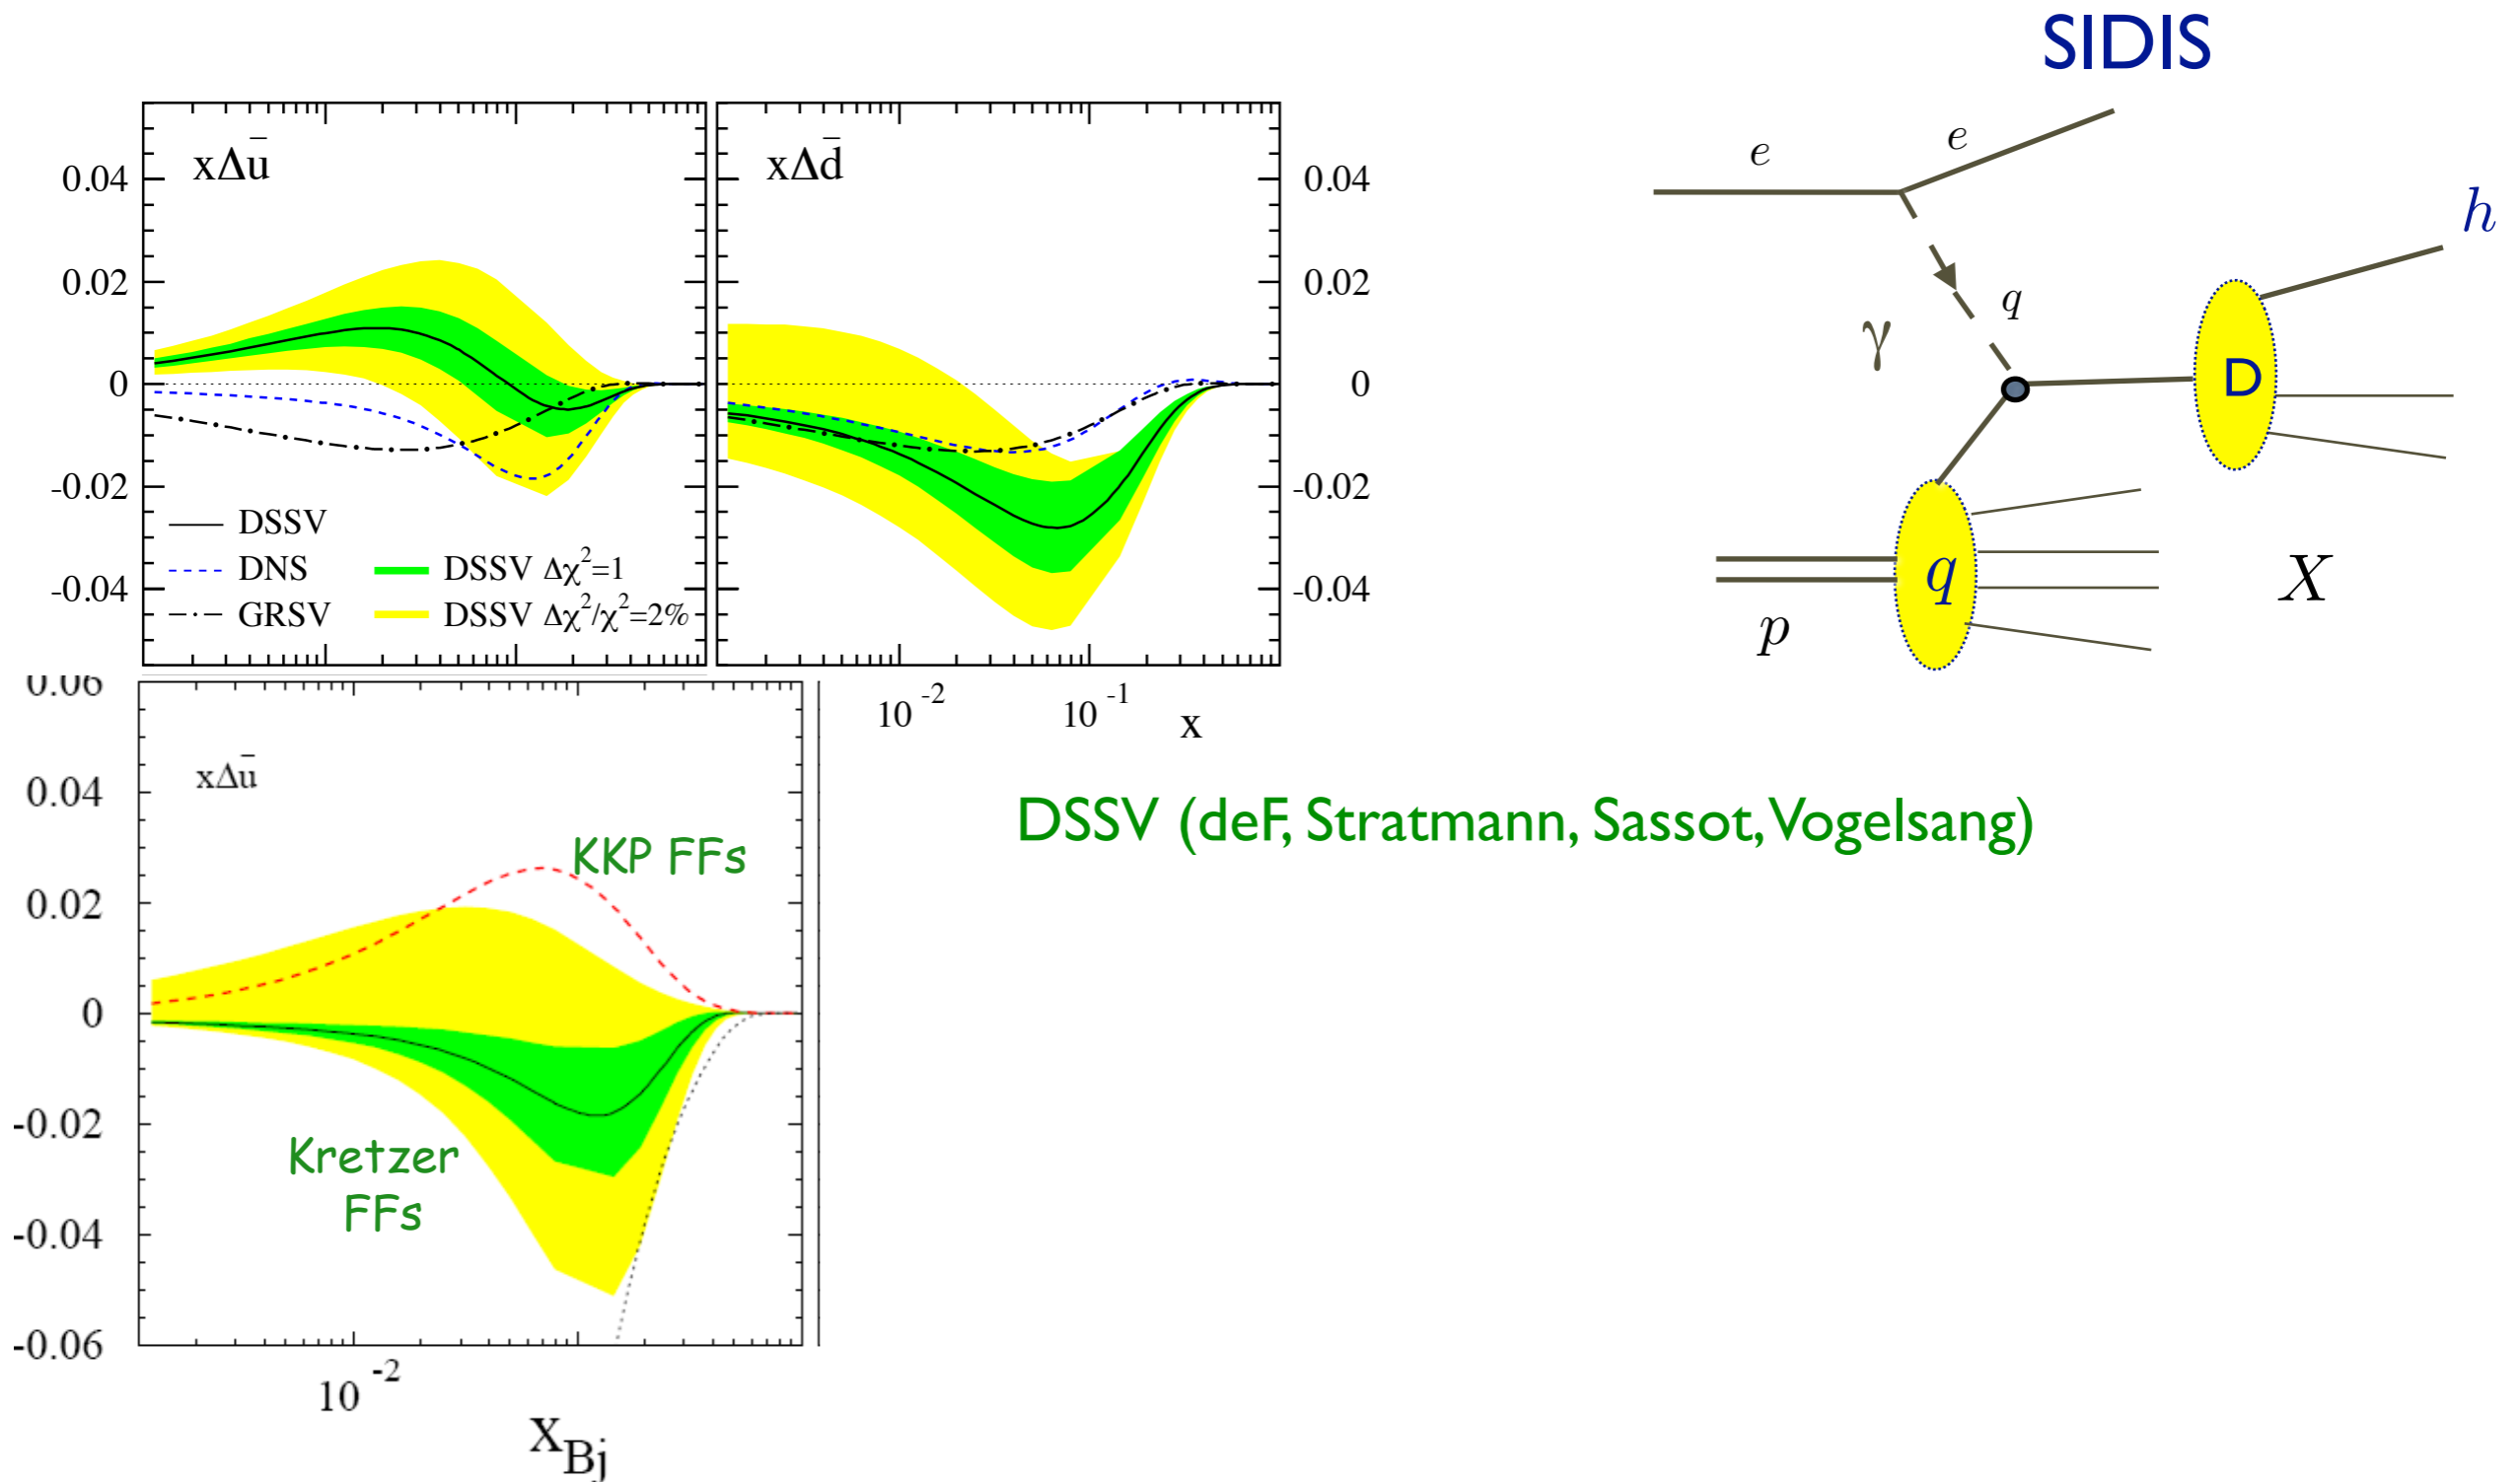 SIDIS
xΔū
xΔd̄
0.04
0.02
0
-0.02
-0.04
0.04
0.02
0
-0.02
-0.04
DSSV
DNS
GRSV
DSSV Δχ²=1
DSSV Δχ²/χ²=2%
10⁻²
10⁻¹
x
e
e
γ
q
h
D
q
p
X
0.06
0.04
0.02
0
-0.02
-0.04
-0.06
xΔū
KKP FFs
Kretzer
FFs
10⁻²
x_Bj
DSSV (deF, Stratmann, Sassot, Vogelsang)